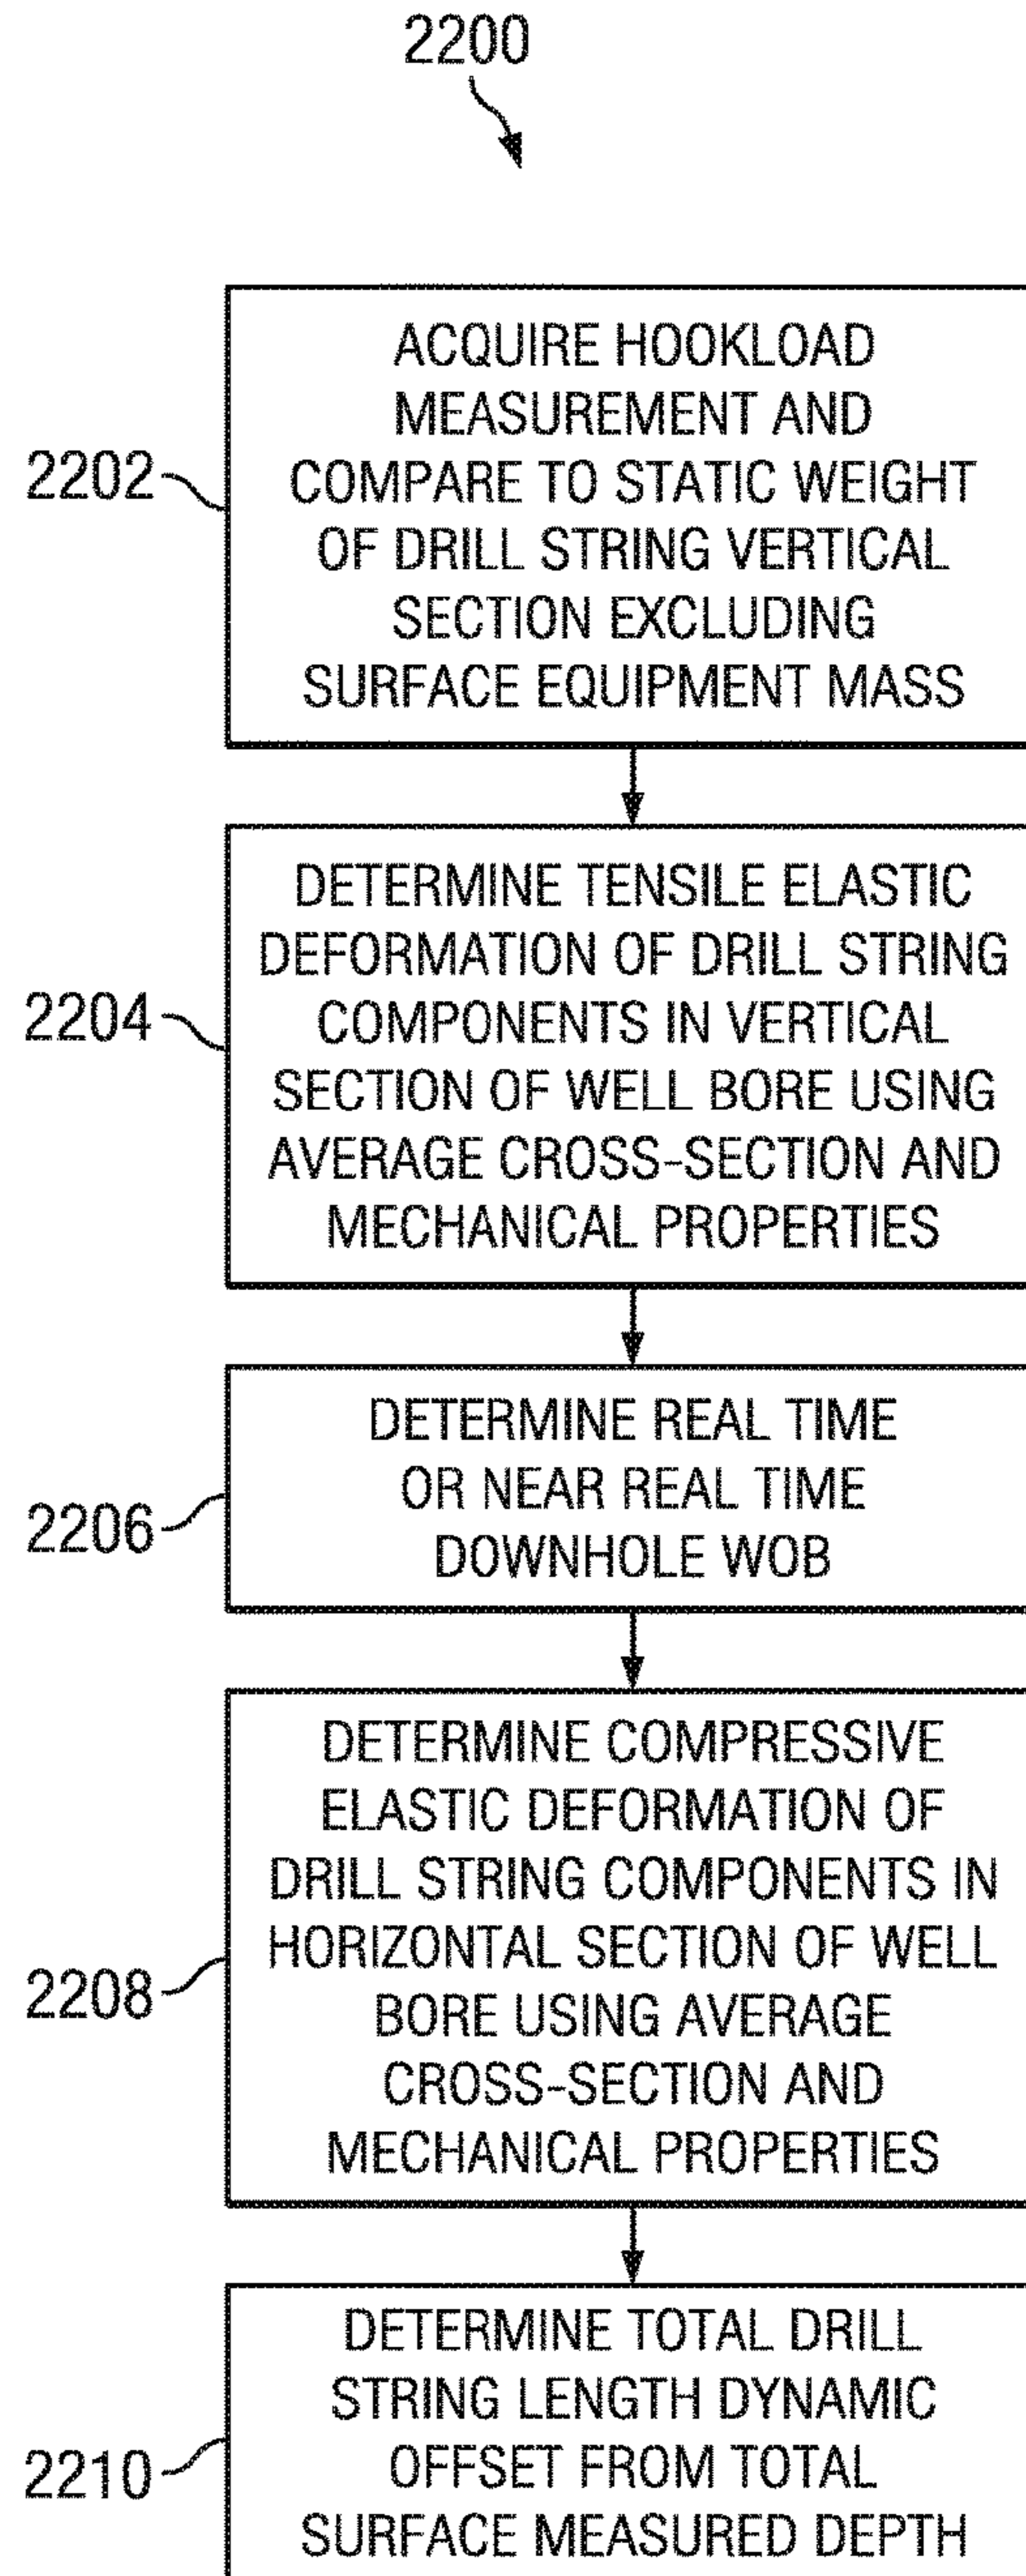 2200
2202
ACQUIRE HOOKLOAD
MEASUREMENT AND
COMPARE TO STATIC WEIGHT
OF DRILL STRING VERTICAL
SECTION EXCLUDING
SURFACE EQUIPMENT MASS
2204
DETERMINE TENSILE ELASTIC
DEFORMATION OF DRILL STRING
COMPONENTS IN VERTICAL
SECTION OF WELL BORE USING
AVERAGE CROSS-SECTION AND
MECHANICAL PROPERTIES
2206
DETERMINE REAL TIME
OR NEAR REAL TIME
DOWNHOLE WOB
2208
DETERMINE COMPRESSIVE
ELASTIC DEFORMATION OF
DRILL STRING COMPONENTS IN
HORIZONTAL SECTION OF WELL
BORE USING AVERAGE
CROSS-SECTION AND
MECHANICAL PROPERTIES
2210
DETERMINE TOTAL DRILL
STRING LENGTH DYNAMIC
OFFSET FROM TOTAL
SURFACE MEASURED DEPTH